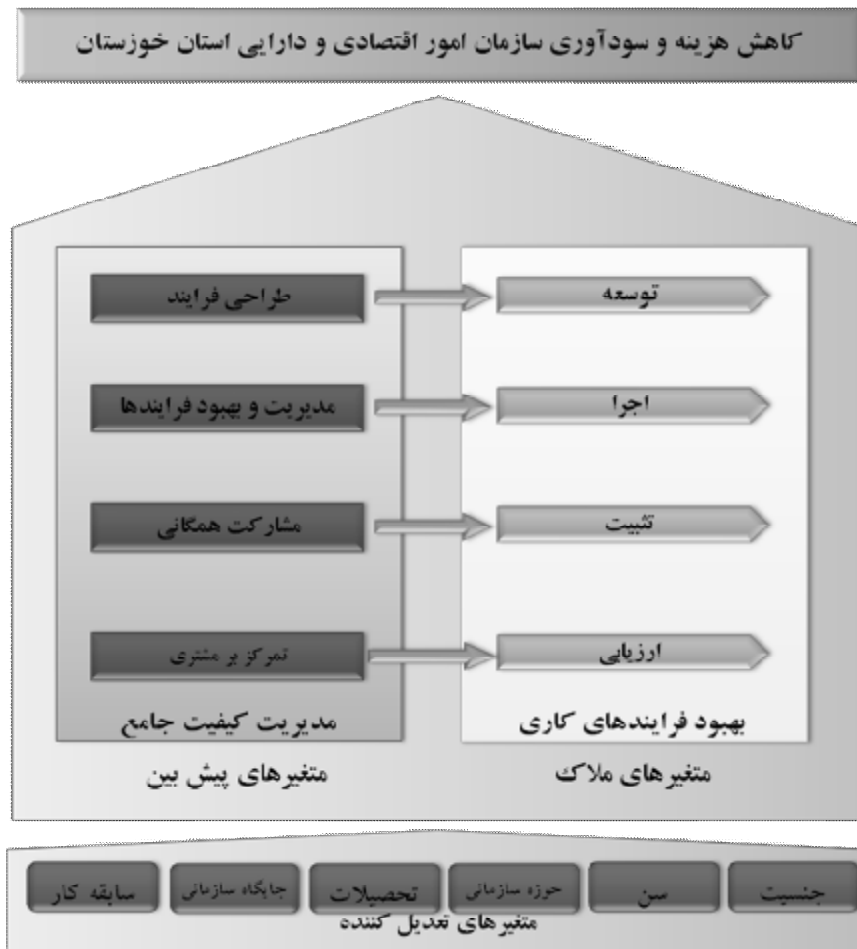 کاهش هزینه و سودآوری سازمان امور اقتصادی و دارایی استان خوزستان
توسعه
طراحی فرایند
اجرا
مدیریت و بهبود فرایندها
تثبیت
مشارکت همگانی
ارزیابی
تمرکز بر مشتری
بهبود فرایندهای کاری
مدیریت کیفیت جامع
متغیرهای ملاک
متغیرهای پیش بین
جنسیت
سن
حوزه سازمانی
تحصیلات
جایگاه سازمانی
سابقه کار
متغیرهای تعدیل کننده